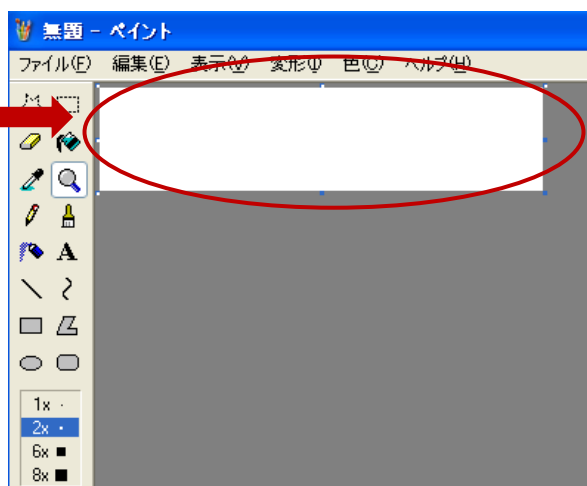 無題 - ペイント
ファイル(F) 編集(E) 表示(V) 変形(I) 色(C) ヘルプ(H)
A
1x
2x
6x
8x